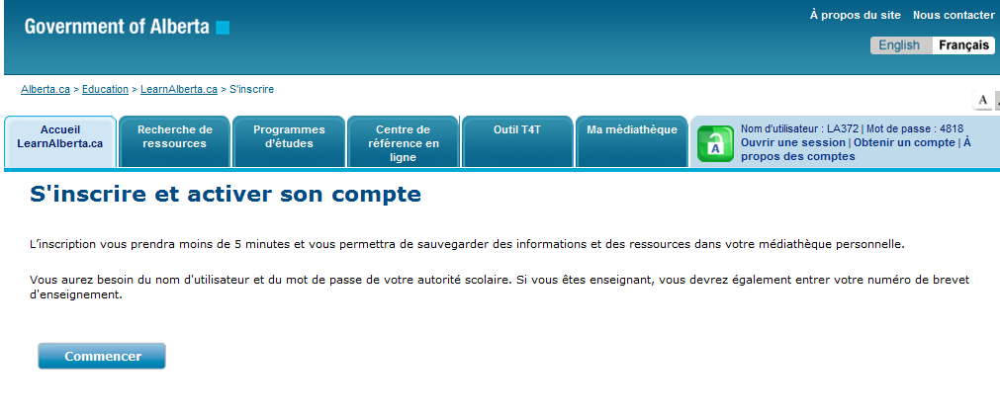 À propos du site Nous contacter
Government of Alberta
English Français
Alberta.ca > Education > LearnAlberta.ca > S'inscrire
A
Accueil
LearnAlberta.ca
Recherche de
ressources
Programmes
d'études
Centre de
référence en
ligne
Outil T4T
Ma médiathèque
Nom d'utilisateur : LA372 | Mot de passe : 4818
Ouvrir une session | Obtenir un compte | À
propos des comptes
S'inscrire et activer son compte
L’inscription vous prendra moins de 5 minutes et vous permettra de sauvegarder des informations et des ressources dans votre médiathèque personnelle.
Vous aurez besoin du nom d'utilisateur et du mot de passe de votre autorité scolaire. Si vous êtes enseignant, vous devrez également entrer votre numéro de brevet
d'enseignement.
Commencer